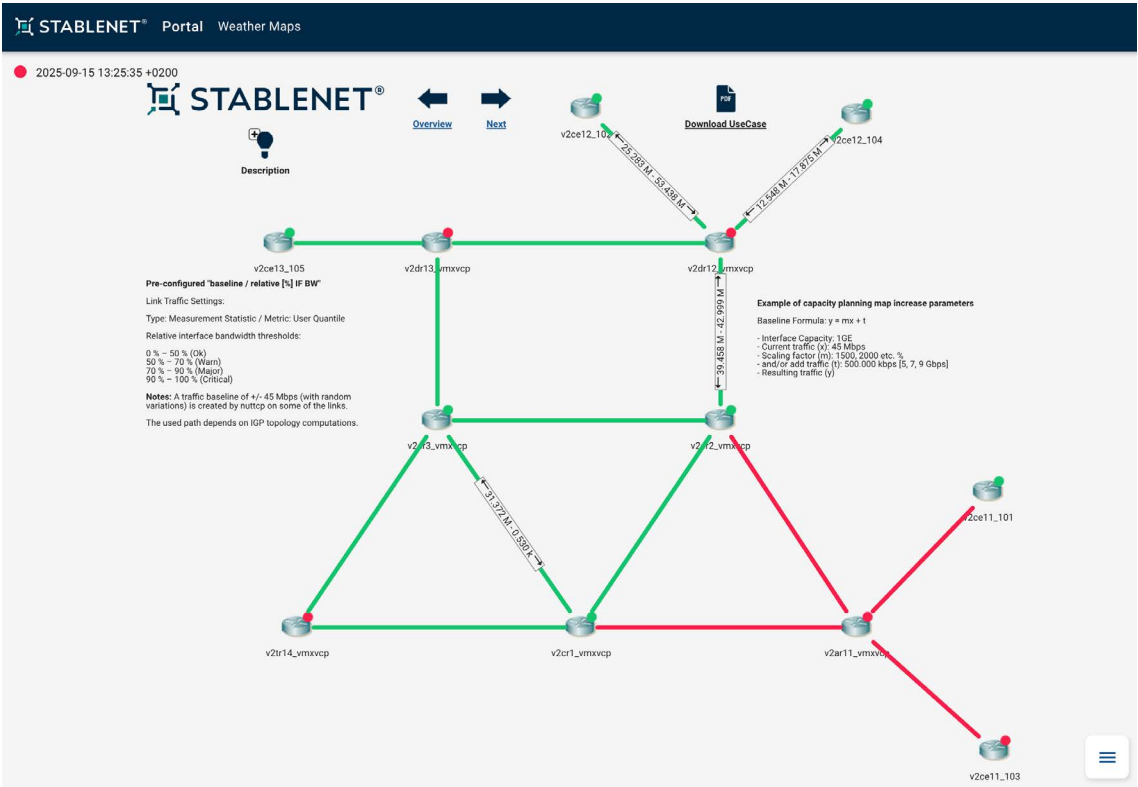 STABLENET® Portal Weather Maps
2025-09-15 13:25:35 +0200
STABLENET®
Overview
Next
PDF
Download UseCase
Description
v2ce12_102
v2ce12_104
25.283 M - 53.438 M
12.548 M - 17.875 M
v2ce13_105
v2dr13_vmxvcp
v2dr12_vmxvcp
Pre-configured "baseline / relative [%] IF BW"
Link Traffic Settings:
Type: Measurement Statistic / Metric: User Quantile
Relative interface bandwidth thresholds:
0 % – 50 % (Ok)
50 % – 70 % (Warn)
70 % – 90 % (Major)
90 % – 100 % (Critical)
Notes: A traffic baseline of +/- 45 Mbps (with random
variations) is created by nuttcp on some of the links.
The used path depends on IGP topology computations.
39.458 M - 42.999 M
Example of capacity planning map increase parameters
Baseline Formula: y = mx + t
- Interface Capacity: 1GE
- Current traffic (x): 45 Mbps
- Scaling factor (m): 1500, 2000 etc. %
- and/or add traffic (t): 500.000 kbps [5, 7, 9 Gbps]
- Resulting traffic (y)
31.372 M - 0.530 k
v2ce11_101
v2tr14_vmxvcp
v2cr1_vmxvcp
v2ar11_vmxvcp
v2ce11_103